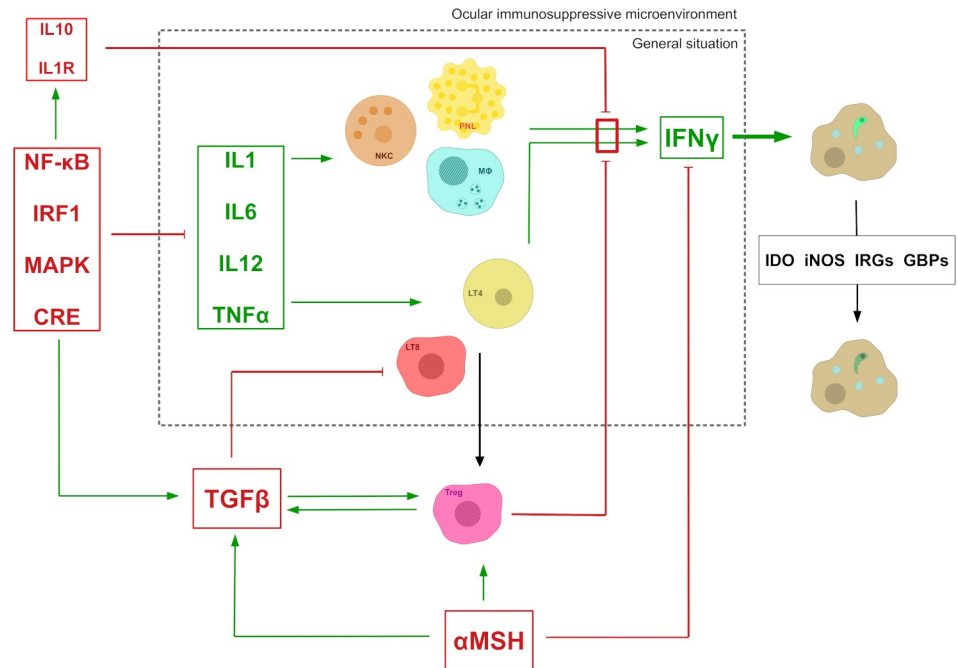 Ocular immunosuppressive microenvironment
General situation
IL10
IL1R
NF-κB
IRF1
MAPK
CRE
IL1
IL6
IL12
TNFα
NKC
PNL
MΦ
LT4
LT8
IFNγ
IDO iNOS IRGs GBPs
TGFβ
Treg
αMSH